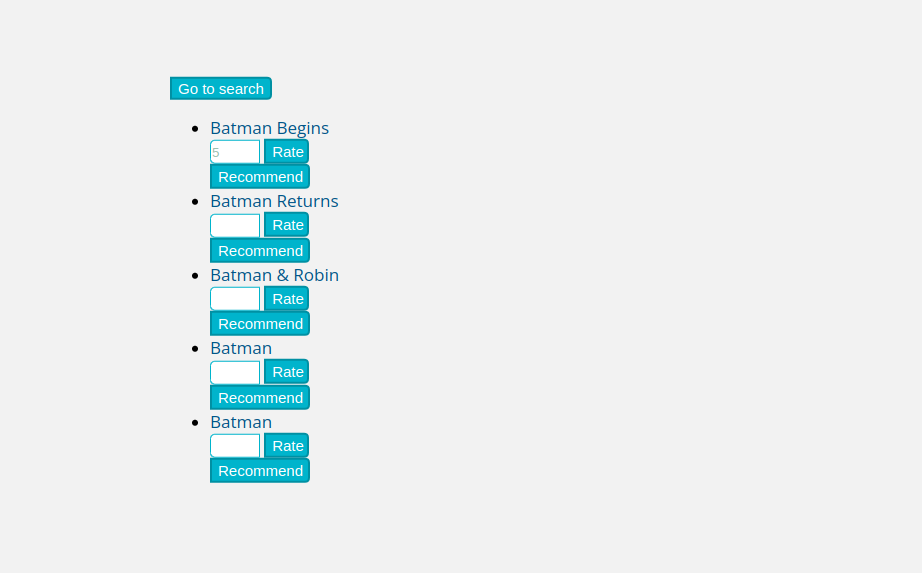 Go to search
Batman Begins
5 Rate
Recommend
Batman Returns
Rate
Recommend
Batman & Robin
Rate
Recommend
Batman
Rate
Recommend
Batman
Rate
Recommend